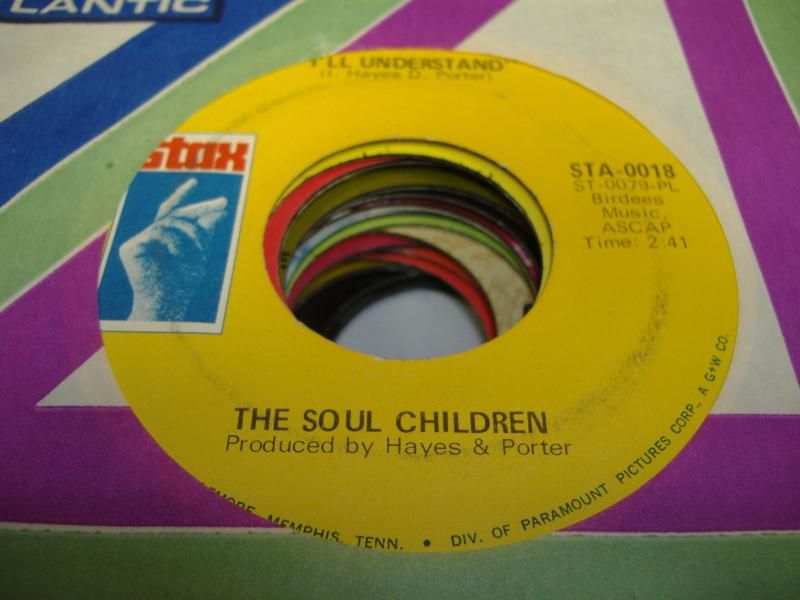 LANTIC
"I'LL UNDERSTAND"
(I. Hayes D. Porter)
stax
STA-0018
ST-0079-PL
Birdees
Music,
ASCAP
Time: 2:41
THE SOUL CHILDREN
Produced by Hayes & Porter
EMORE, MEMPHIS, TENN. • DIV. OF PARAMOUNT PICTURES CORP., A G+W CO.